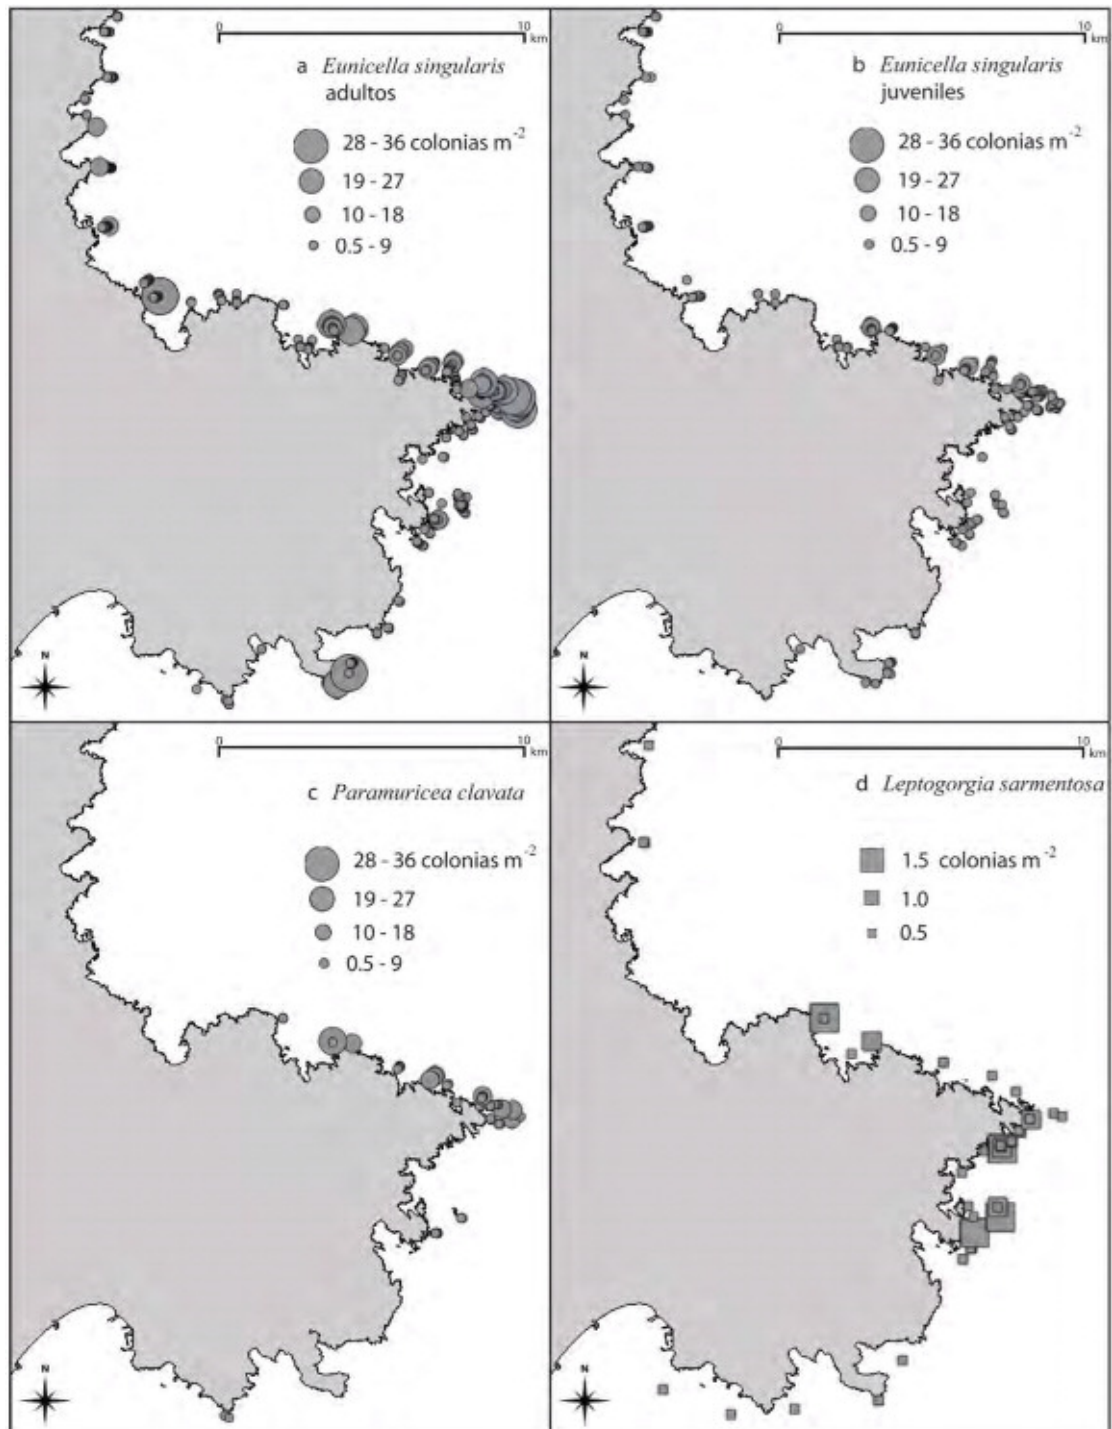 0 10
km
a Eunicella singularis
adultos
28 - 36 colonias m-2
19 - 27
10 - 18
0.5 - 9
N
0 10
km
b Eunicella singularis
juveniles
28 - 36 colonias m-2
19 - 27
10 - 18
0.5 - 9
N
0 10
km
c Paramuricea clavata
28 - 36 colonias m-2
19 - 27
10 - 18
0.5 - 9
N
0 10
km
d Leptogorgia sarmentosa
1.5 colonias m-2
1.0
0.5
N